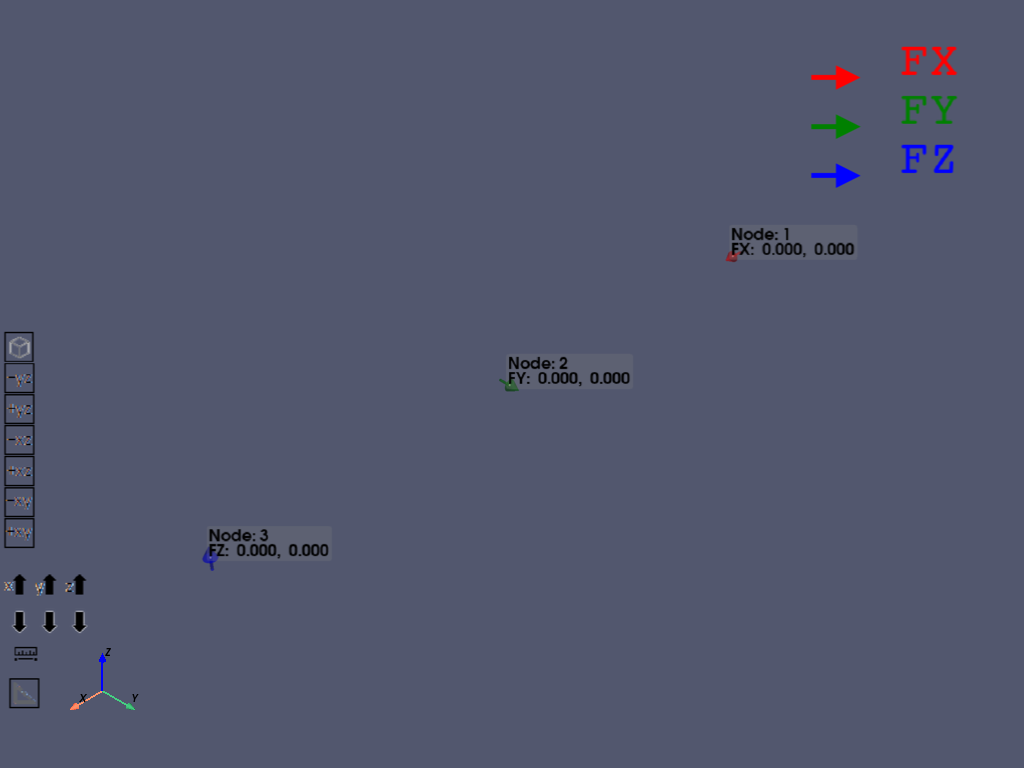 FX
FY
FZ
Node: 1
FX: 0.000, 0.000
Node: 2
FY: 0.000, 0.000
Node: 3
FZ: 0.000, 0.000
-yz
+yz
-xz
+xz
-xy
+xy
x y z
Z
X Y